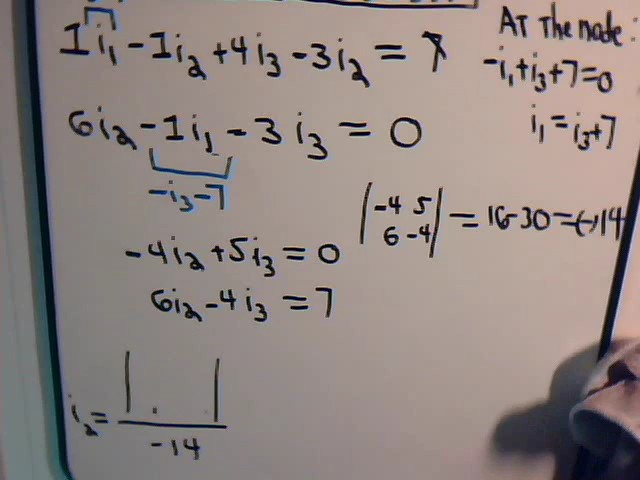 1i₁ - 1i₂ + 4i₃ - 3i₂ = 7
6i₂ - 1i₁ - 3i₃ = 0
-i₃ - 7
-4i₂ + 5i₃ = 0
6i₂ - 4i₃ = 7
i₂ = | . . |
-14
At The node:
-i₁ + i₃ + 7 = 0
i₁ = i₃ + 7
| -4 5 | = 16 - 30 = (-)14
| 6 -4 |